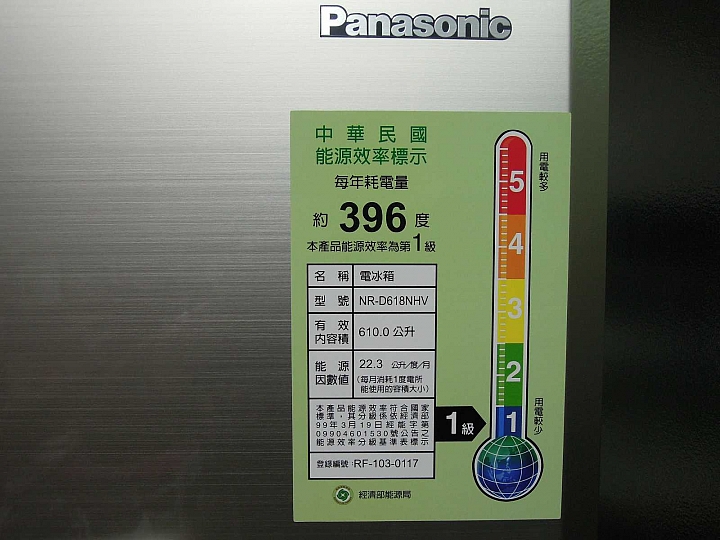 Panasonic
中華民國
能源效率標示
每年耗電量
約 396 度
本產品能源效率為第1級
名稱 電冰箱
型號 NR-D618NHV
有效內容積 610.0 公升
能源因數值 22.3 公升/度/月
(每月消耗1度電所
能使用的容積大小)
本產品能源效率符合國家
標準，其分級係依經濟部
99年3月19日經能字第
09904601530號公告之
能源效率分級基準表標示
登錄編號:RF-103-0117
經濟部能源局
用電較多
5
4
3
2
1
用電較少
1級